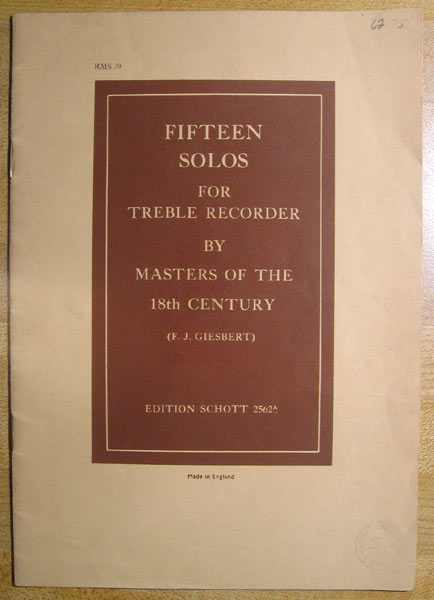 RMS 39
FIFTEEN
SOLOS
FOR
TREBLE RECORDER
BY
MASTERS OF THE
18th CENTURY
(F. J. GIESBERT)
EDITION SCHOTT 2562ᴬ
Made in England